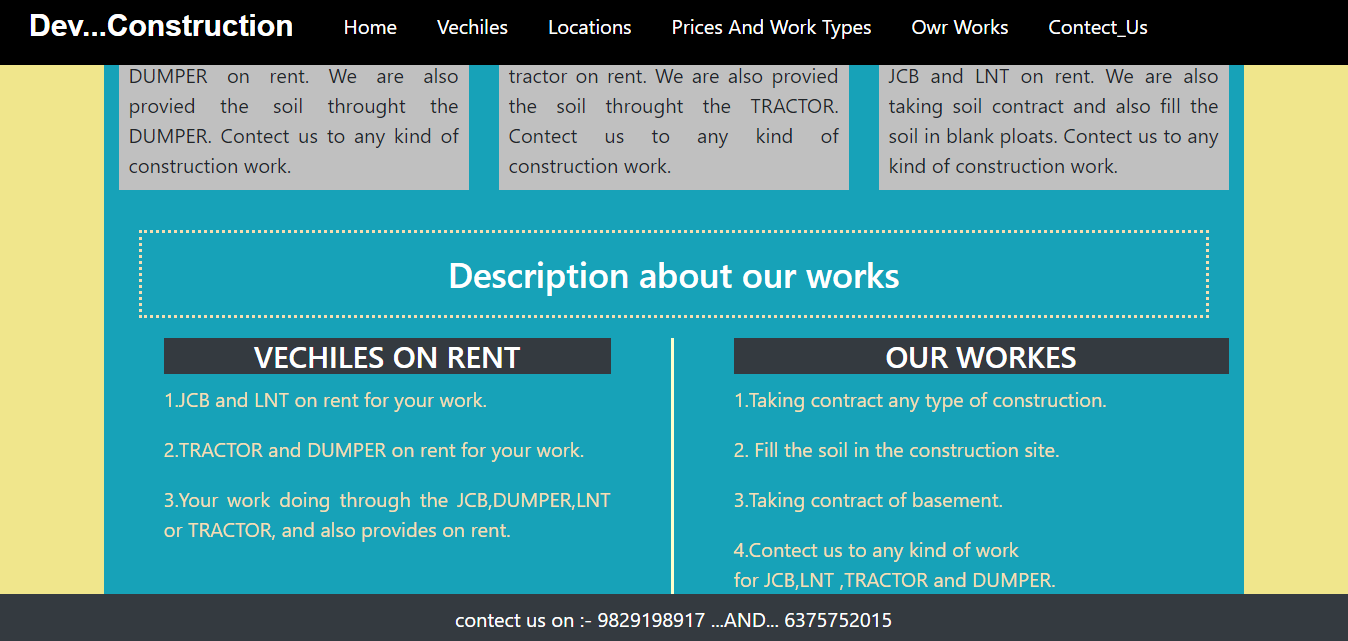 Dev...Construction Home Vechiles Locations Prices And Work Types Owr Works Contect_Us
DUMPER on rent. We are also
provied the soil throught the
DUMPER. Contect us to any kind of
construction work.
tractor on rent. We are also provied
the soil throught the TRACTOR.
Contect us to any kind of
construction work.
JCB and LNT on rent. We are also
taking soil contract and also fill the
soil in blank ploats. Contect us to any
kind of construction work.
Description about our works
VECHILES ON RENT
1.JCB and LNT on rent for your work.
2.TRACTOR and DUMPER on rent for your work.
3.Your work doing through the JCB,DUMPER,LNT
or TRACTOR, and also provides on rent.
OUR WORKES
1.Taking contract any type of construction.
2. Fill the soil in the construction site.
3.Taking contract of basement.
4.Contect us to any kind of work
for JCB,LNT ,TRACTOR and DUMPER.
contect us on :- 9829198917 ...AND... 6375752015